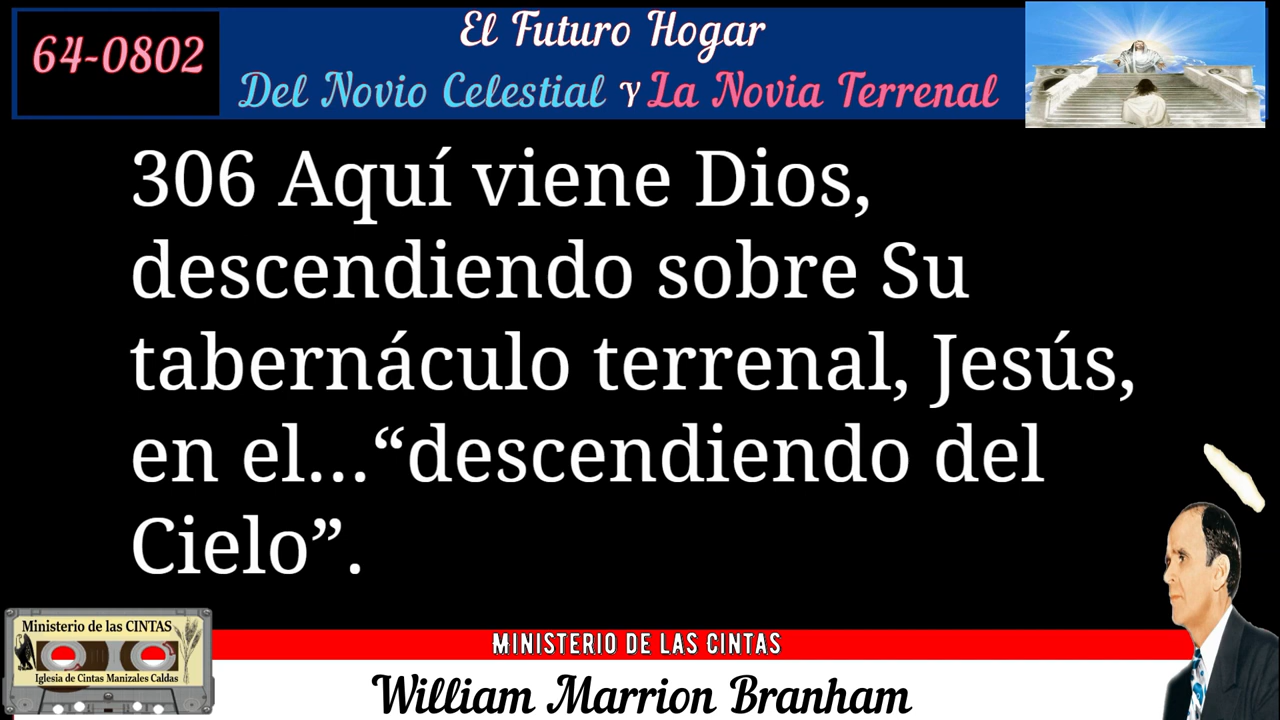 64-0802
El Futuro Hogar
Del Novio Celestial Y La Novia Terrenal
306 Aquí viene Dios,
descendiendo sobre Su
tabernáculo terrenal, Jesús,
en el...“descendiendo del
Cielo”.
Ministerio de las CINTAS
Iglesia de Cintas Manizales Caldas
MINISTERIO DE LAS CINTAS
William Marrion Branham